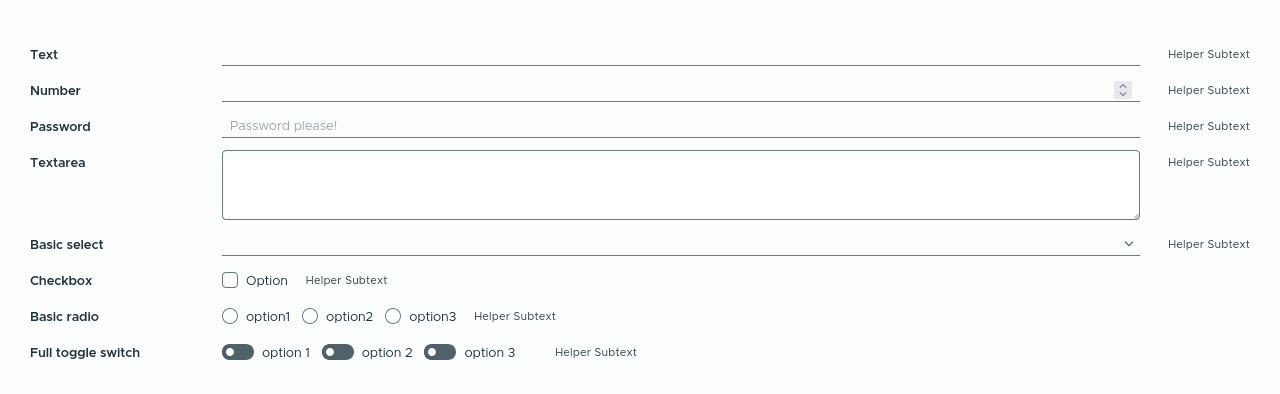 Text Helper Subtext
Number Helper Subtext
Password Password please! Helper Subtext
Textarea Helper Subtext
Basic select Helper Subtext
Checkbox Option Helper Subtext
Basic radio option1 option2 option3 Helper Subtext
Full toggle switch option 1 option 2 option 3 Helper Subtext